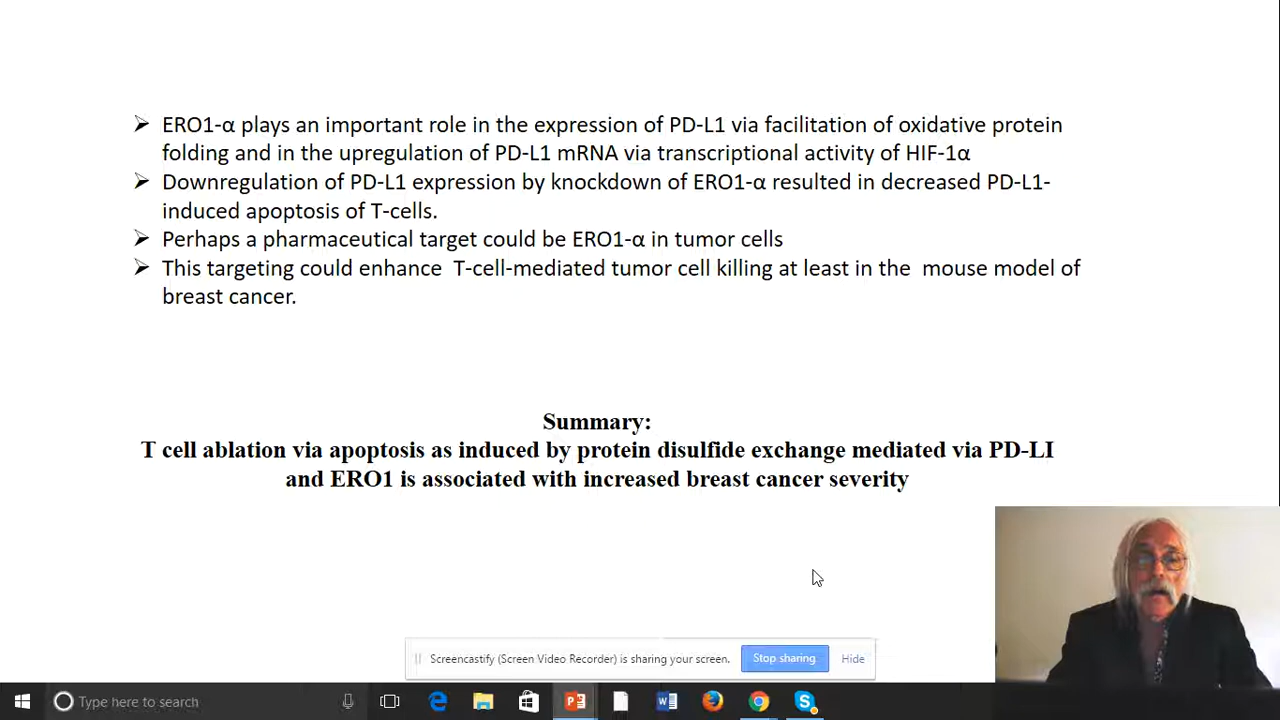 ➢ ERO1-α plays an important role in the expression of PD-L1 via facilitation of oxidative protein
folding and in the upregulation of PD-L1 mRNA via transcriptional activity of HIF-1α
➢ Downregulation of PD-L1 expression by knockdown of ERO1-α resulted in decreased PD-L1-
induced apoptosis of T-cells.
➢ Perhaps a pharmaceutical target could be ERO1-α in tumor cells
➢ This targeting could enhance  T-cell-mediated tumor cell killing at least in the  mouse model of
breast cancer.
Summary:
T cell ablation via apoptosis as induced by protein disulfide exchange mediated via PD-LI
and ERO1 is associated with increased breast cancer severity
Screencastify (Screen Video Recorder) is sharing your screen.
Stop sharing
Hide
Type here to search